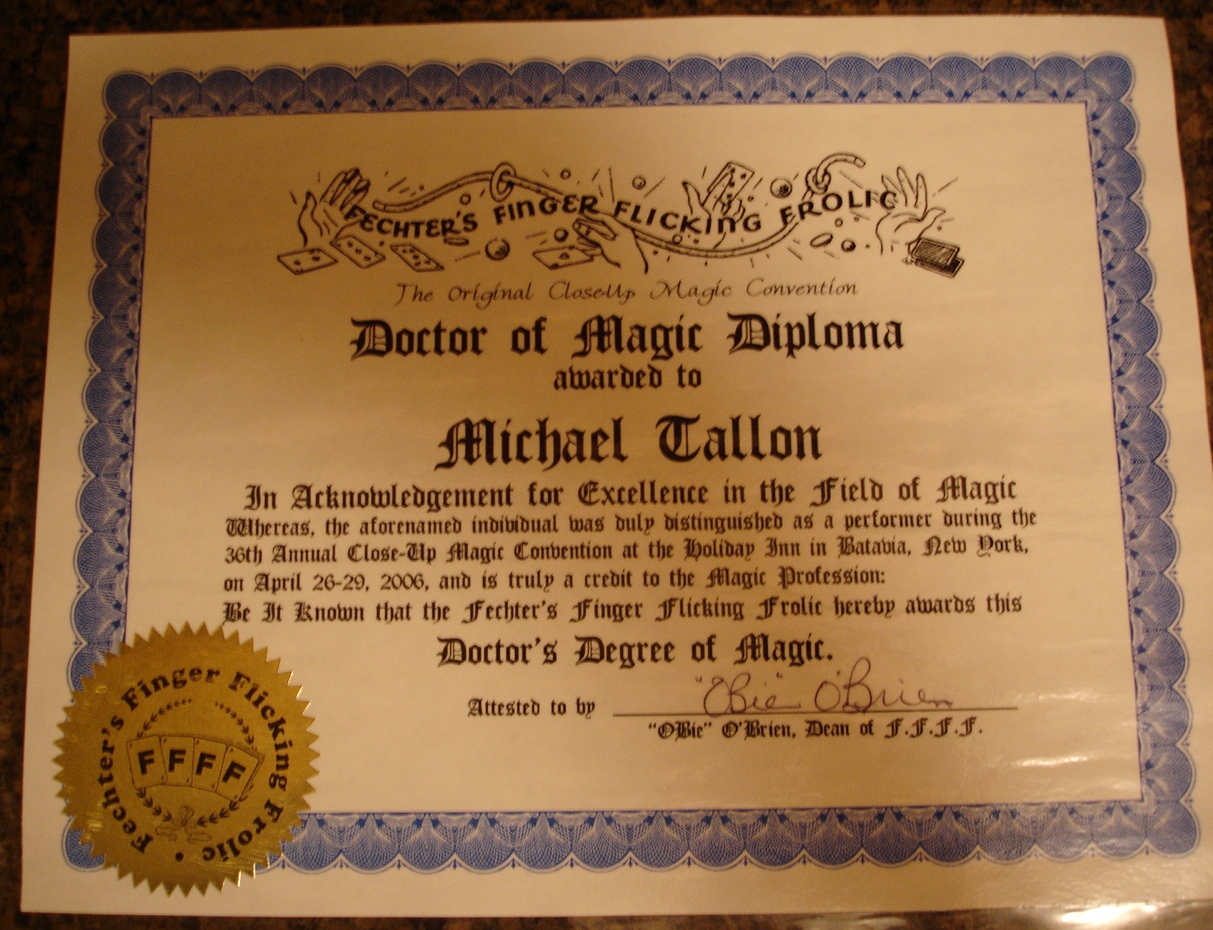 FECHTER'S FINGER FLICKING FROLIC
The Original Close-Up Magic Convention
Doctor of Magic Diploma
awarded to
Michael Tallon
In Acknowledgement for Excellence in the Field of Magic
Whereas, the aforenamed individual was duly distinguished as a performer during the
36th Annual Close-Up Magic Convention at the Holiday Inn in Batavia, New York,
on April 26-29, 2006, and is truly a credit to the Magic Profession:
Be It Known that the Fechter's Finger Flicking Frolic hereby awards this
Doctor's Degree of Magic.
Attested to by "Obie" O'Brien
"OBie" O'Brien, Dean of F.F.F.F.
Fechter's Finger Flicking Frolic •
F F F F